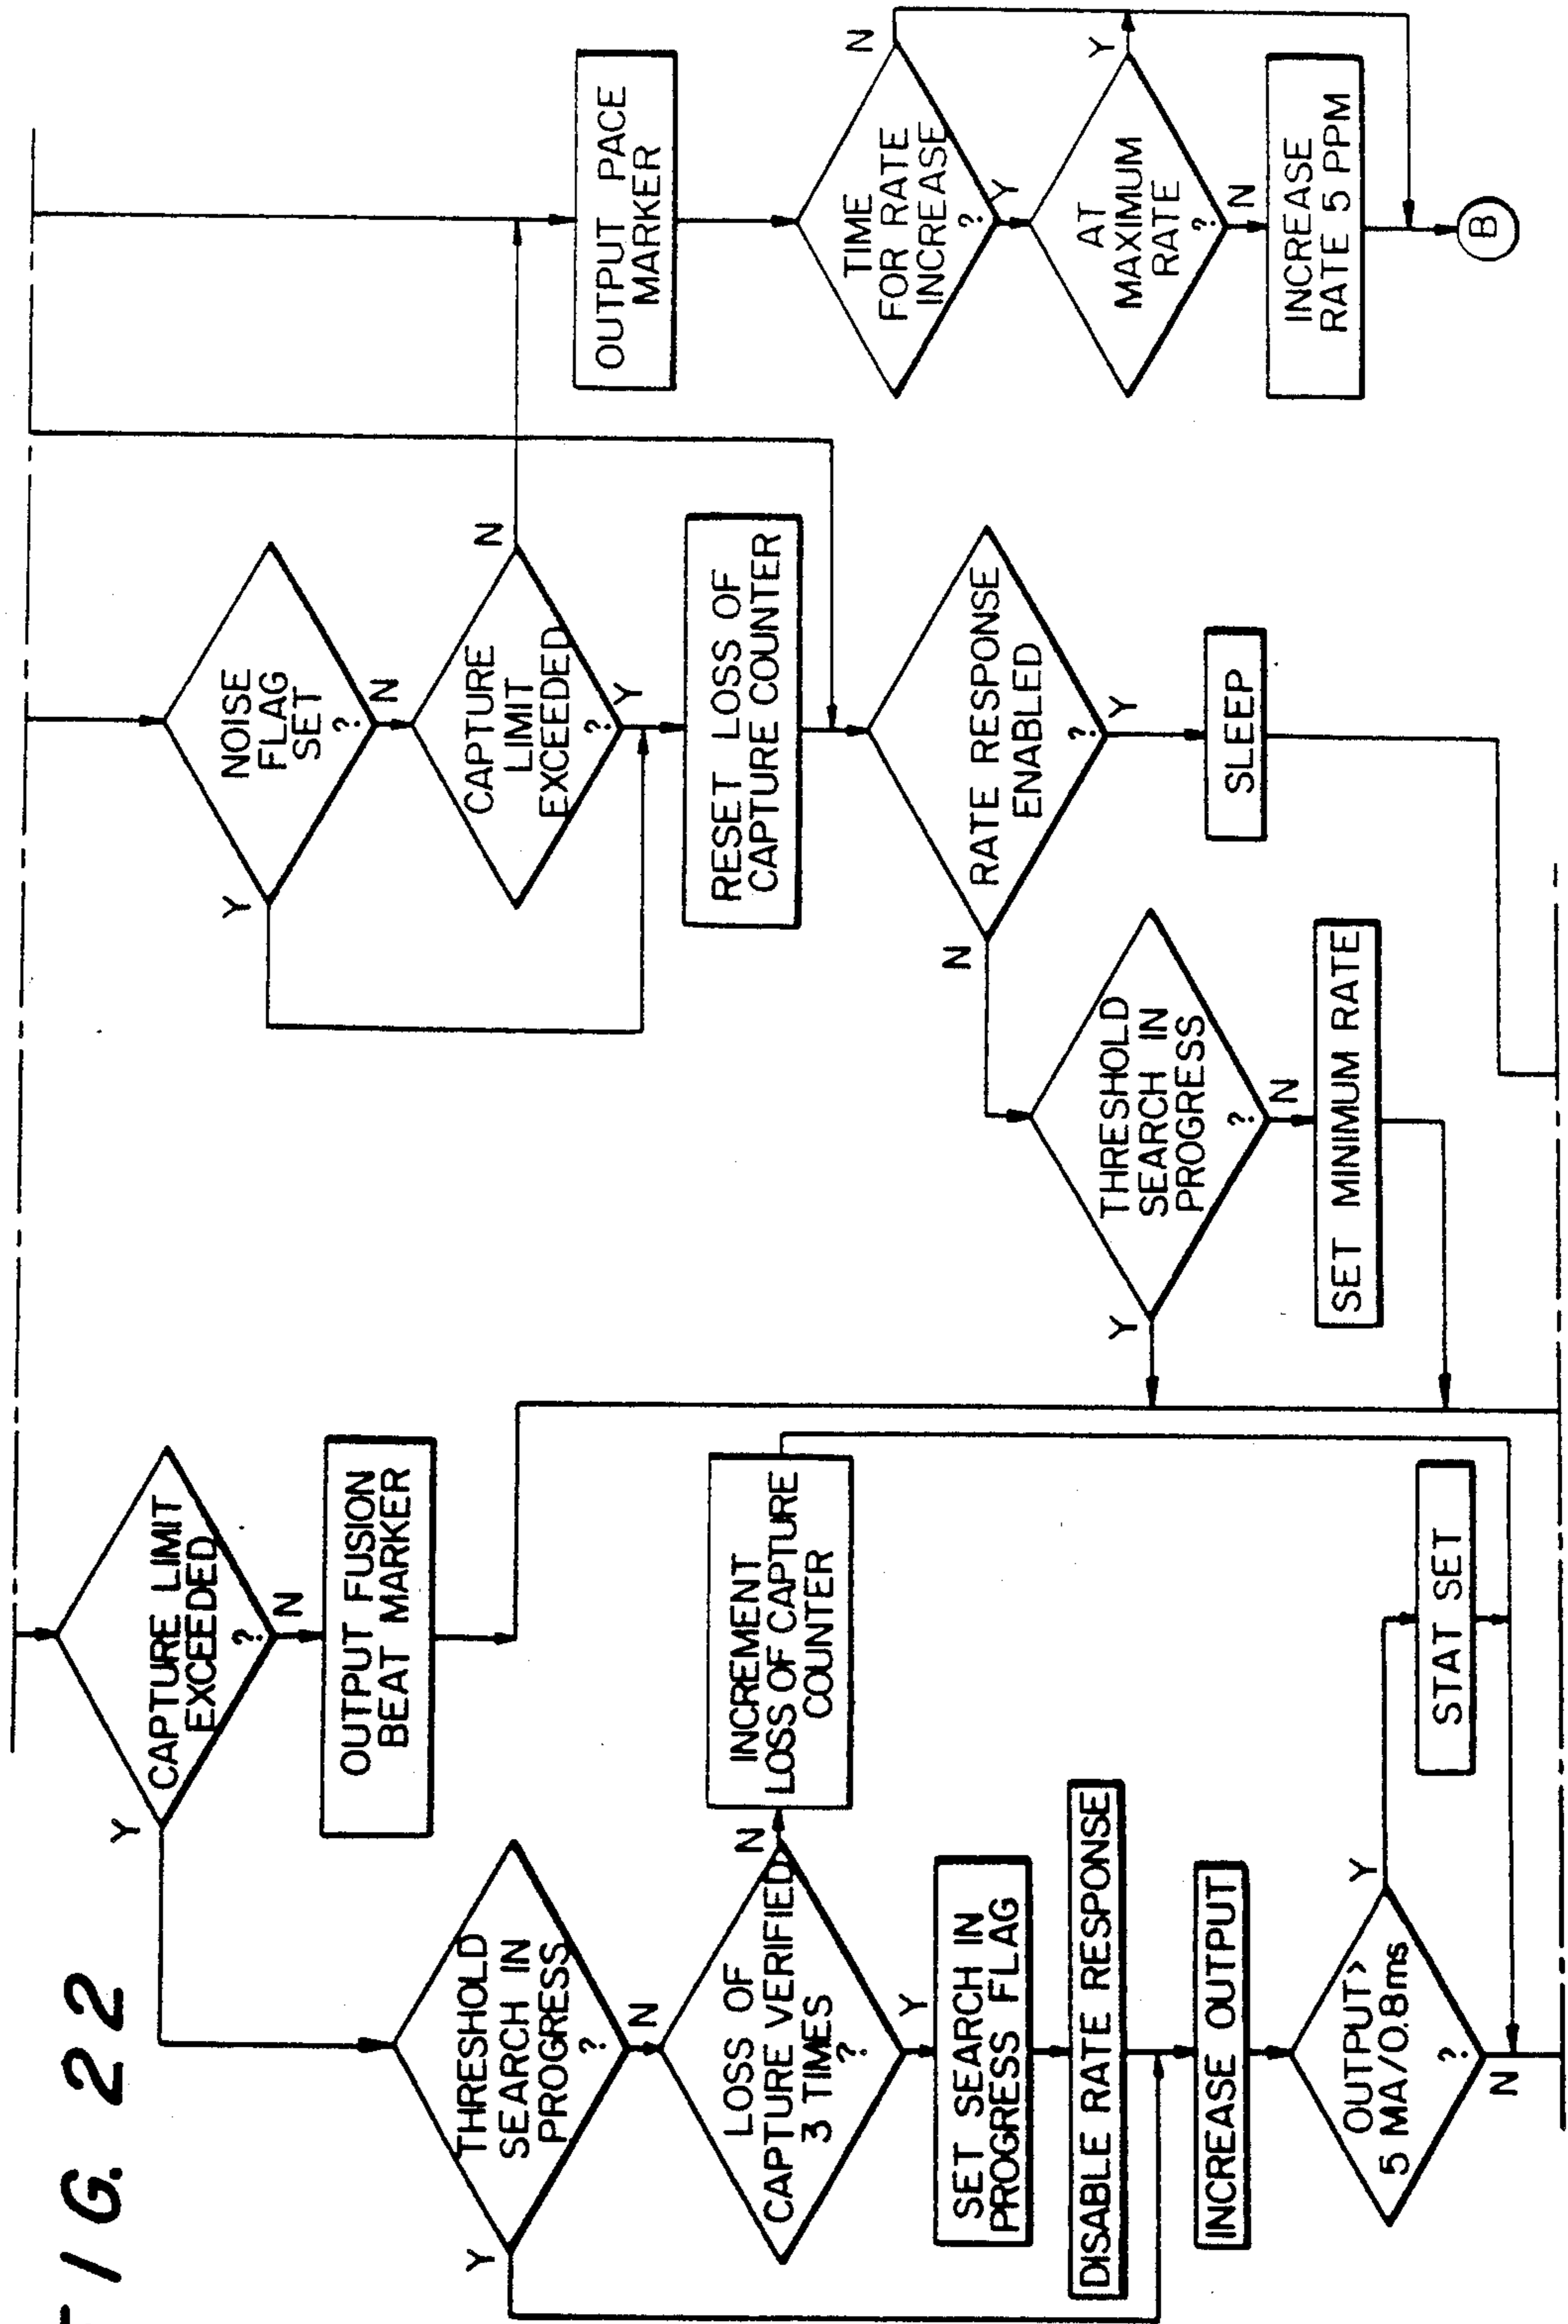 FIG. 22
CAPTURE LIMIT
EXCEEDED
?
Y
N
OUTPUT FUSION
BEAT MARKER
THRESHOLD
SEARCH IN
PROGRESS
?
Y
N
LOSS OF
CAPTURE VERIFIED
3 TIMES
?
N
Y
INCREMENT
LOSS OF CAPTURE
COUNTER
SET SEARCH IN
PROGRESS FLAG
DISABLE RATE RESPONSE
INCREASE OUTPUT
OUTPUT>
5 MA/0.8ms
?
Y
N
STAT SET
NOISE
FLAG
SET
?
Y
N
CAPTURE
LIMIT
EXCEEDED
?
N
Y
RESET LOSS OF
CAPTURE COUNTER
RATE RESPONSE
ENABLED
?
N
Y
SLEEP
THRESHOLD
SEARCH IN
PROGRESS
?
Y
N
SET MINIMUM RATE
OUTPUT PACE
MARKER
TIME
FOR RATE
INCREASE
?
N
Y
AT
MAXIMUM
RATE
?
Y
N
INCREASE
RATE 5 PPM
B